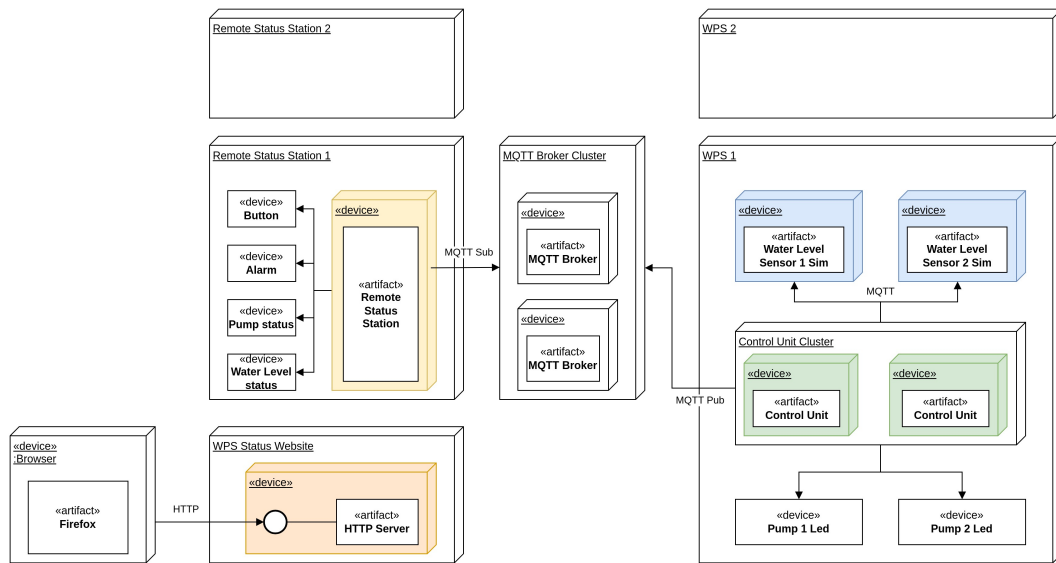 Remote Status Station 2
WPS 2
Remote Status Station 1
«device»
Button
«device»
Alarm
«device»
Pump status
«device»
Water Level
status
«device»
«artifact»
Remote
Status
Station
MQTT Sub
MQTT Broker Cluster
«device»
«artifact»
MQTT Broker
«device»
«artifact»
MQTT Broker
MQTT Pub
WPS 1
«device»
«artifact»
Water Level
Sensor 1 Sim
«device»
«artifact»
Water Level
Sensor 2 Sim
MQTT
Control Unit Cluster
«device»
«artifact»
Control Unit
«device»
«artifact»
Control Unit
«device»
Pump 1 Led
«device»
Pump 2 Led
«device»
:Browser
«artifact»
Firefox
HTTP
WPS Status Website
«device»
«artifact»
HTTP Server